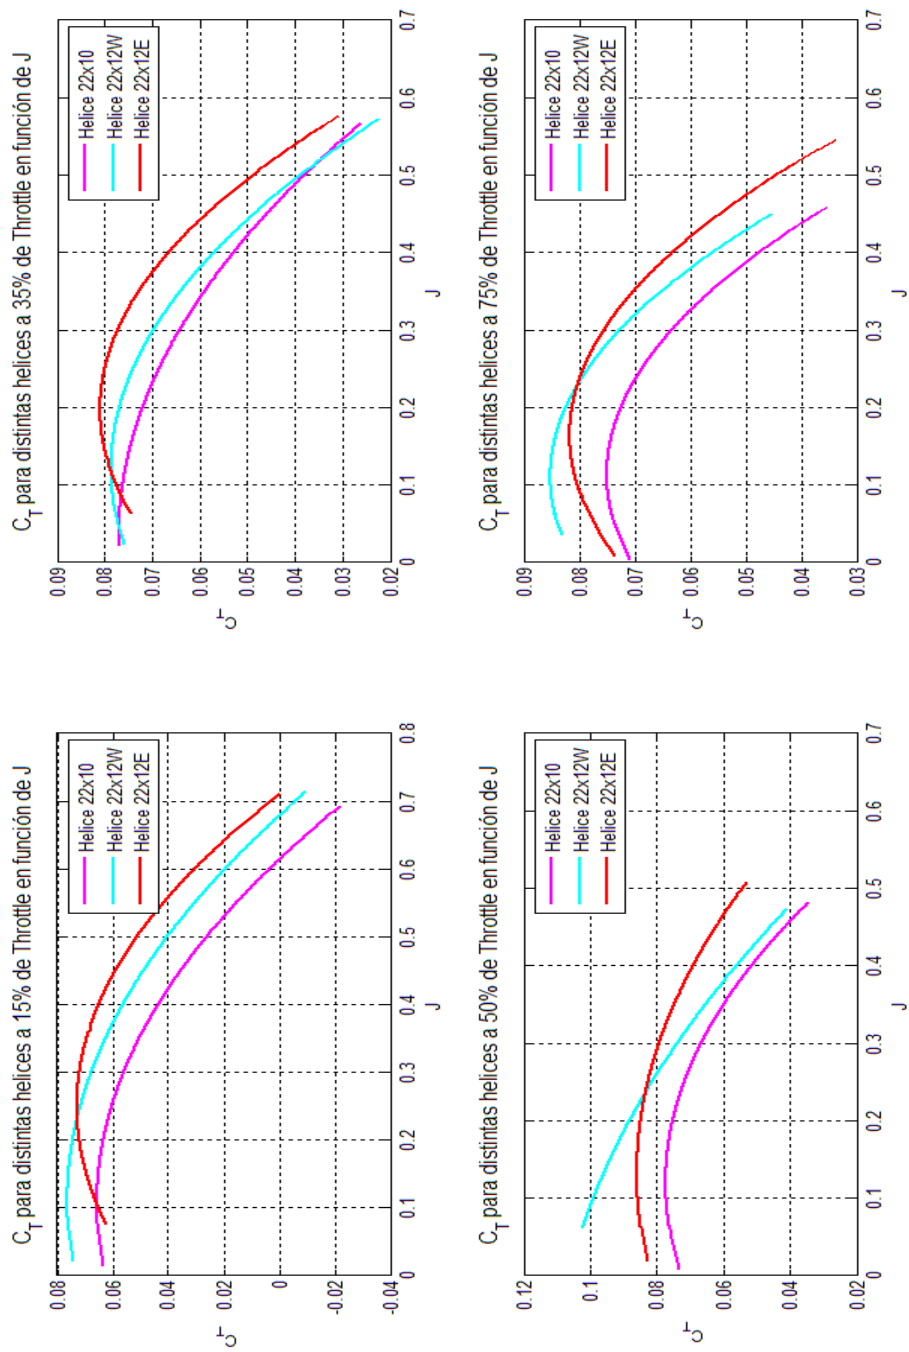 C_T para distintas helices a 15% de Throttle en función de J
Helice 22x10
Helice 22x12W
Helice 22x12E
0.08
0.06
0.04
0.02
0
-0.02
-0.04
C_T
0 0.1 0.2 0.3 0.4 0.5 0.6 0.7 0.8
J
C_T para distintas helices a 35% de Throttle en función de J
Helice 22x10
Helice 22x12W
Helice 22x12E
0.09
0.08
0.07
0.06
0.05
0.04
0.03
0.02
C_T
0 0.1 0.2 0.3 0.4 0.5 0.6 0.7
J
C_T para distintas helices a 50% de Throttle en función de J
Helice 22x10
Helice 22x12W
Helice 22x12E
0.12
0.1
0.08
0.06
0.04
0.02
C_T
0 0.1 0.2 0.3 0.4 0.5 0.6 0.7
J
C_T para distintas helices a 75% de Throttle en función de J
Helice 22x10
Helice 22x12W
Helice 22x12E
0.09
0.08
0.07
0.06
0.05
0.04
0.03
C_T
0 0.1 0.2 0.3 0.4 0.5 0.6 0.7
J